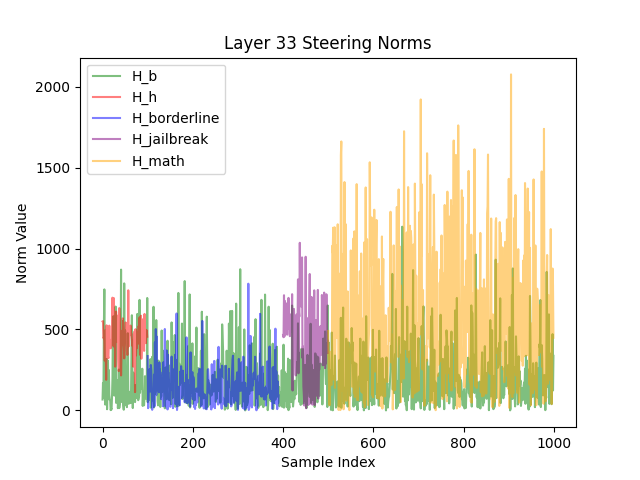 Layer 33 Steering Norms
H_b
H_h
H_borderline
H_jailbreak
H_math
Norm Value
2000
1500
1000
500
0
0 200 400 600 800 1000
Sample Index